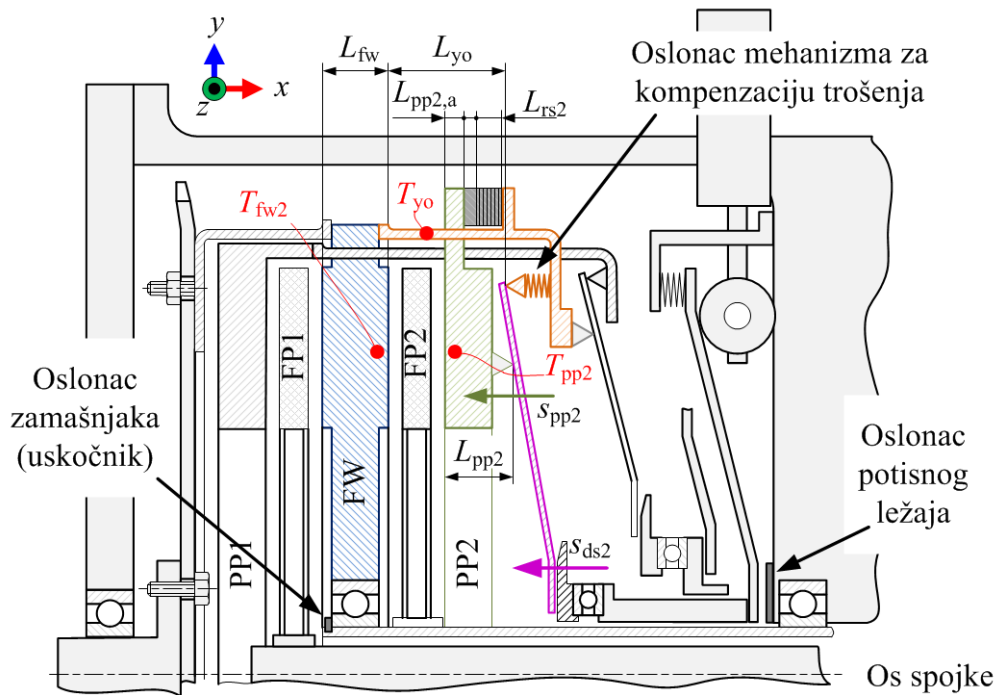 y
x
z
L_fw
L_yo
Oslonac mehanizma za
kompenzaciju trošenja
L_pp2,a
L_rs2
T_fw2
T_yo
FP1
FP2
T_pp2
s_pp2
Oslonac
zamašnjaka
(uskočnik)
L_pp2
FW
Oslonac
potisnog
ležaja
PP1
PP2
s_ds2
Os spojke